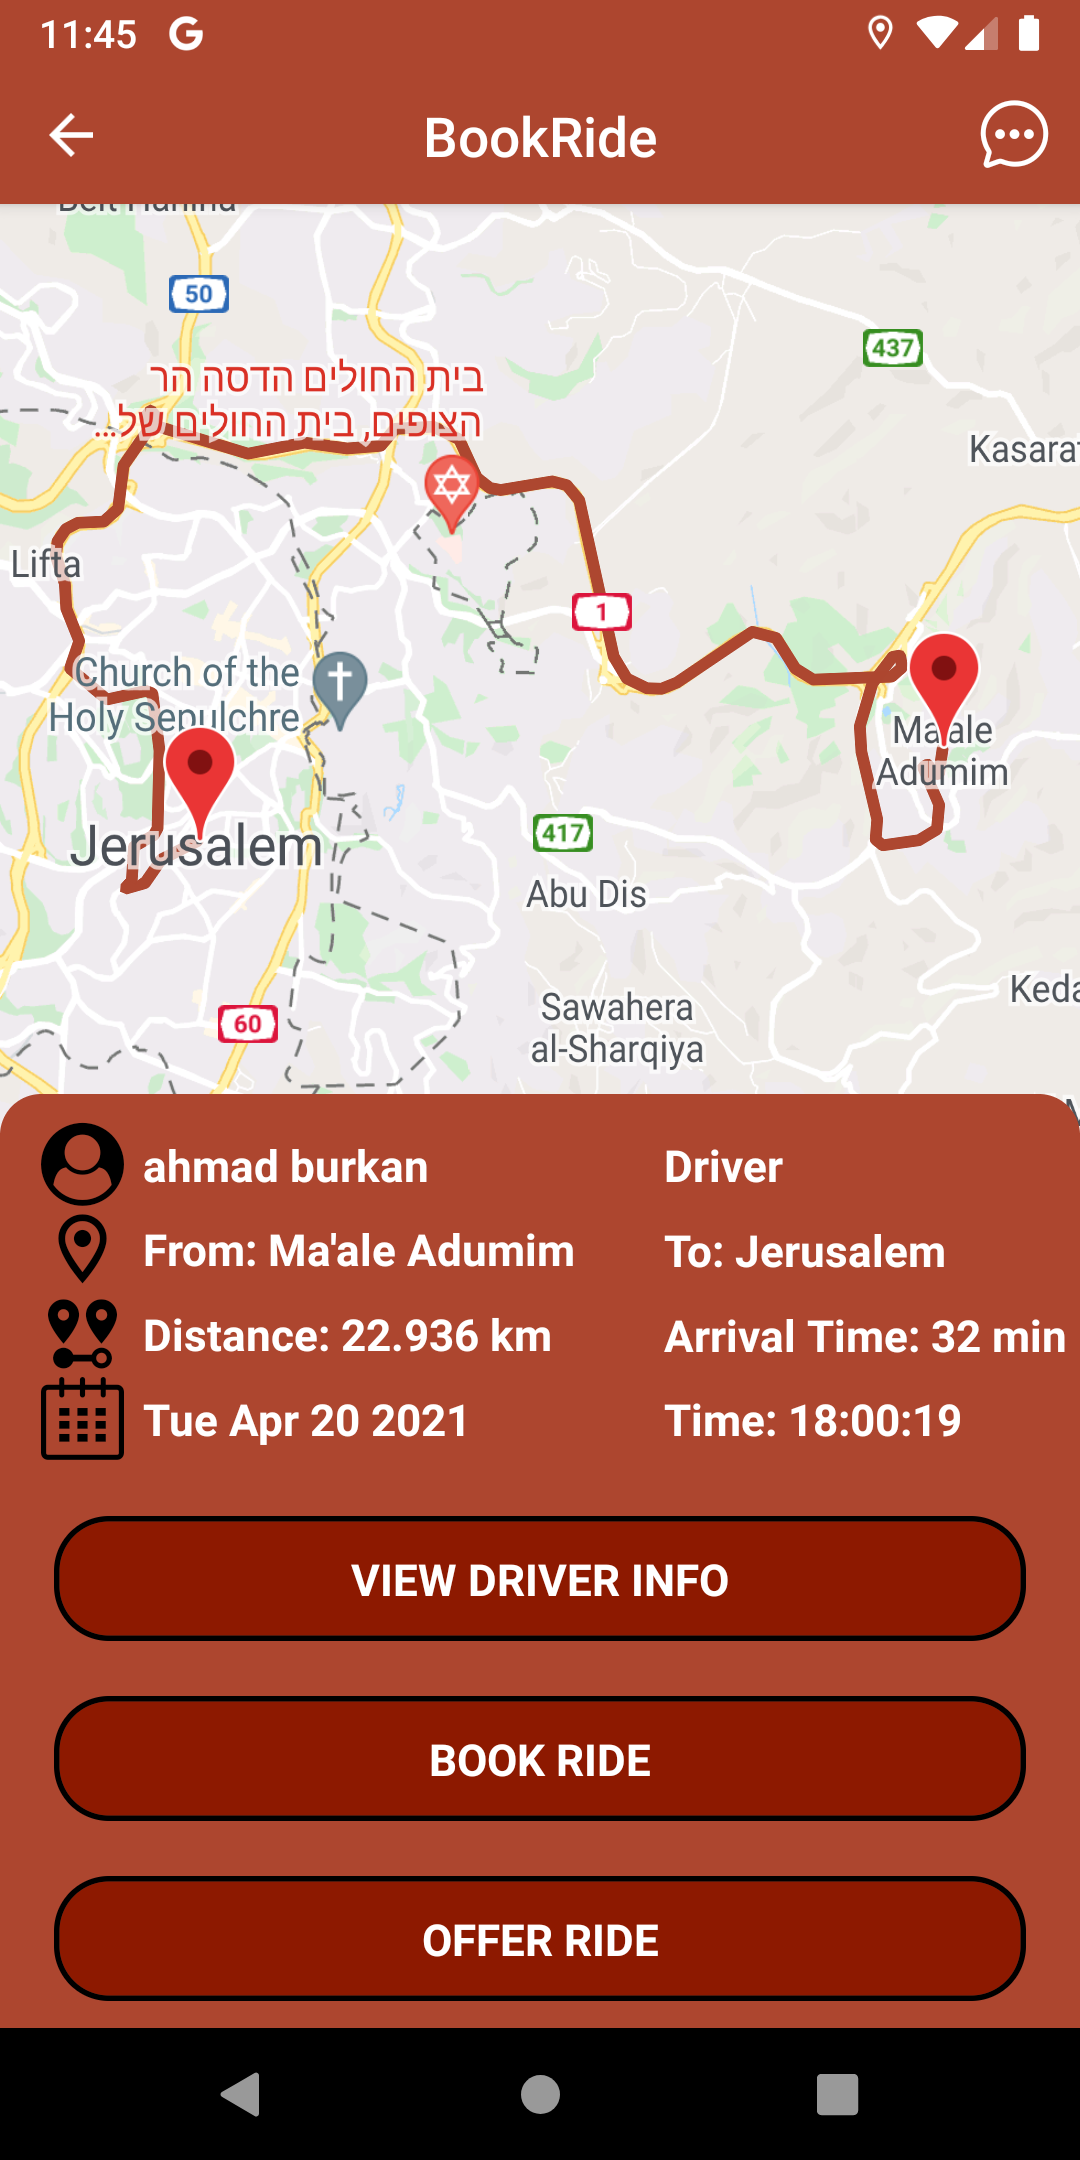 11:45
BookRide
Beit Hanina
50
437
בית החולים הדסה הר
הצופים, בית החולים של...
Kasara
Lifta
1
Church of the
Holy Sepulchre
Ma'ale
Adumim
Jerusalem
417
Abu Dis
Keda
Sawahera
al-Sharqiya
60
ahmad burkan
Driver
From: Ma'ale Adumim
To: Jerusalem
Distance: 22.936 km
Arrival Time: 32 min
Tue Apr 20 2021
Time: 18:00:19
VIEW DRIVER INFO
BOOK RIDE
OFFER RIDE